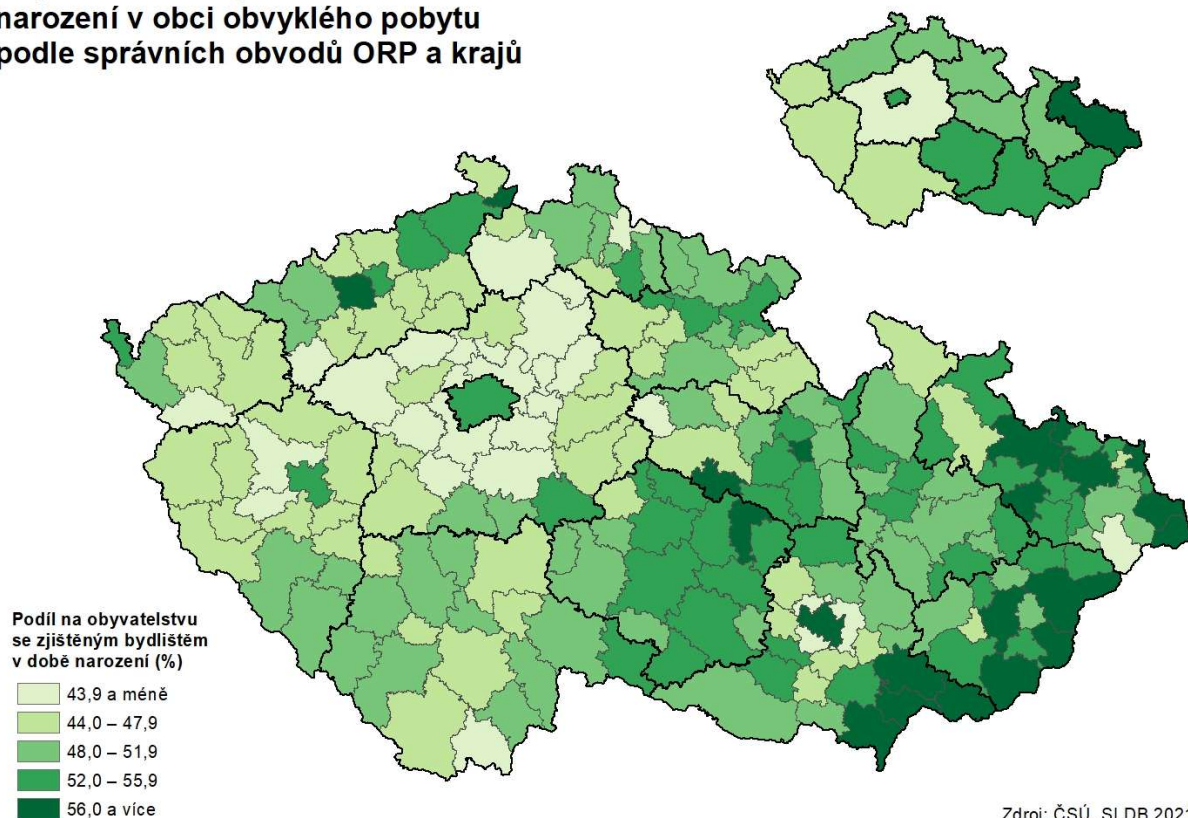 narození v obci obvyklého pobytu
podle správních obvodů ORP a krajů
Podíl na obyvatelstvu
se zjištěným bydlištěm
v době narození (%)
43,9 a méně
44,0 – 47,9
48,0 – 51,9
52,0 – 55,9
56,0 a více
Zdroj: ČSÚ, SLDB 2021